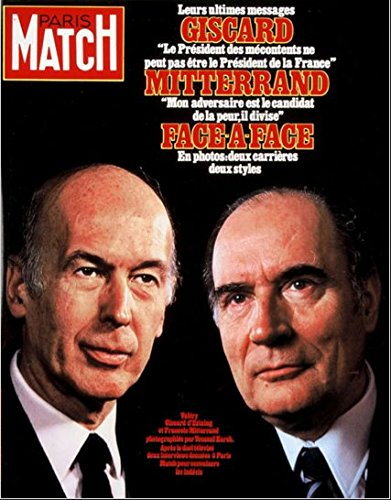 PARIS
MATCH
Leurs ultimes messages
GISCARD
“Le Président des mécontents ne
peut pas être le Président de la France”
MITTERRAND
“Mon adversaire est le candidat
de la peur, il divise”
FACE-A-FACE
En photos: deux carrières
deux styles
Valéry
Giscard d'Estaing
et François Mitterrand
photographiés par Yousuf Karsh.
Après le duel télévisé
deux interviews données à Paris
Match pour convaincre
les indécis